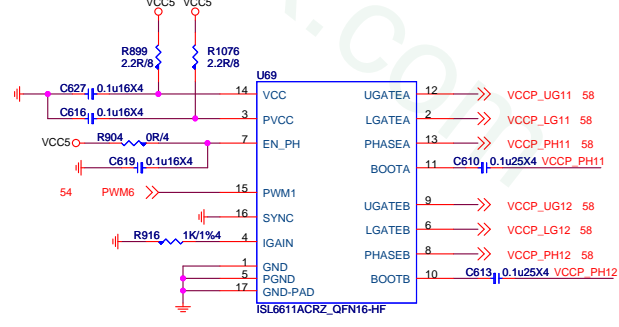 VCC5 VCC5
R899 2.2R/8
R1076 2.2R/8
U69
C627 0.1u16X4 14 VCC UGATEA 12 VCCP_UG11 58
C616 0.1u16X4 3 PVCC LGATEA 2 VCCP_LG11 58
VCC5 R904 0R/4 7 EN_PH PHASEA 13 VCCP_PH11 58
C619 0.1u16X4 BOOTA 11 C610 0.1u25X4 VCCP_PH11
54 PWM6 15 PWM1
UGATEB 9 VCCP_UG12 58
16 SYNC
LGATEB 6 VCCP_LG12 58
R916 1K/1%4 4 IGAIN
PHASEB 8 VCCP_PH12 58
1 GND
5 PGND BOOTB 10 C613 0.1u25X4 VCCP_PH12
17 GND-PAD
ISL6611ACRZ_QFN16-HF